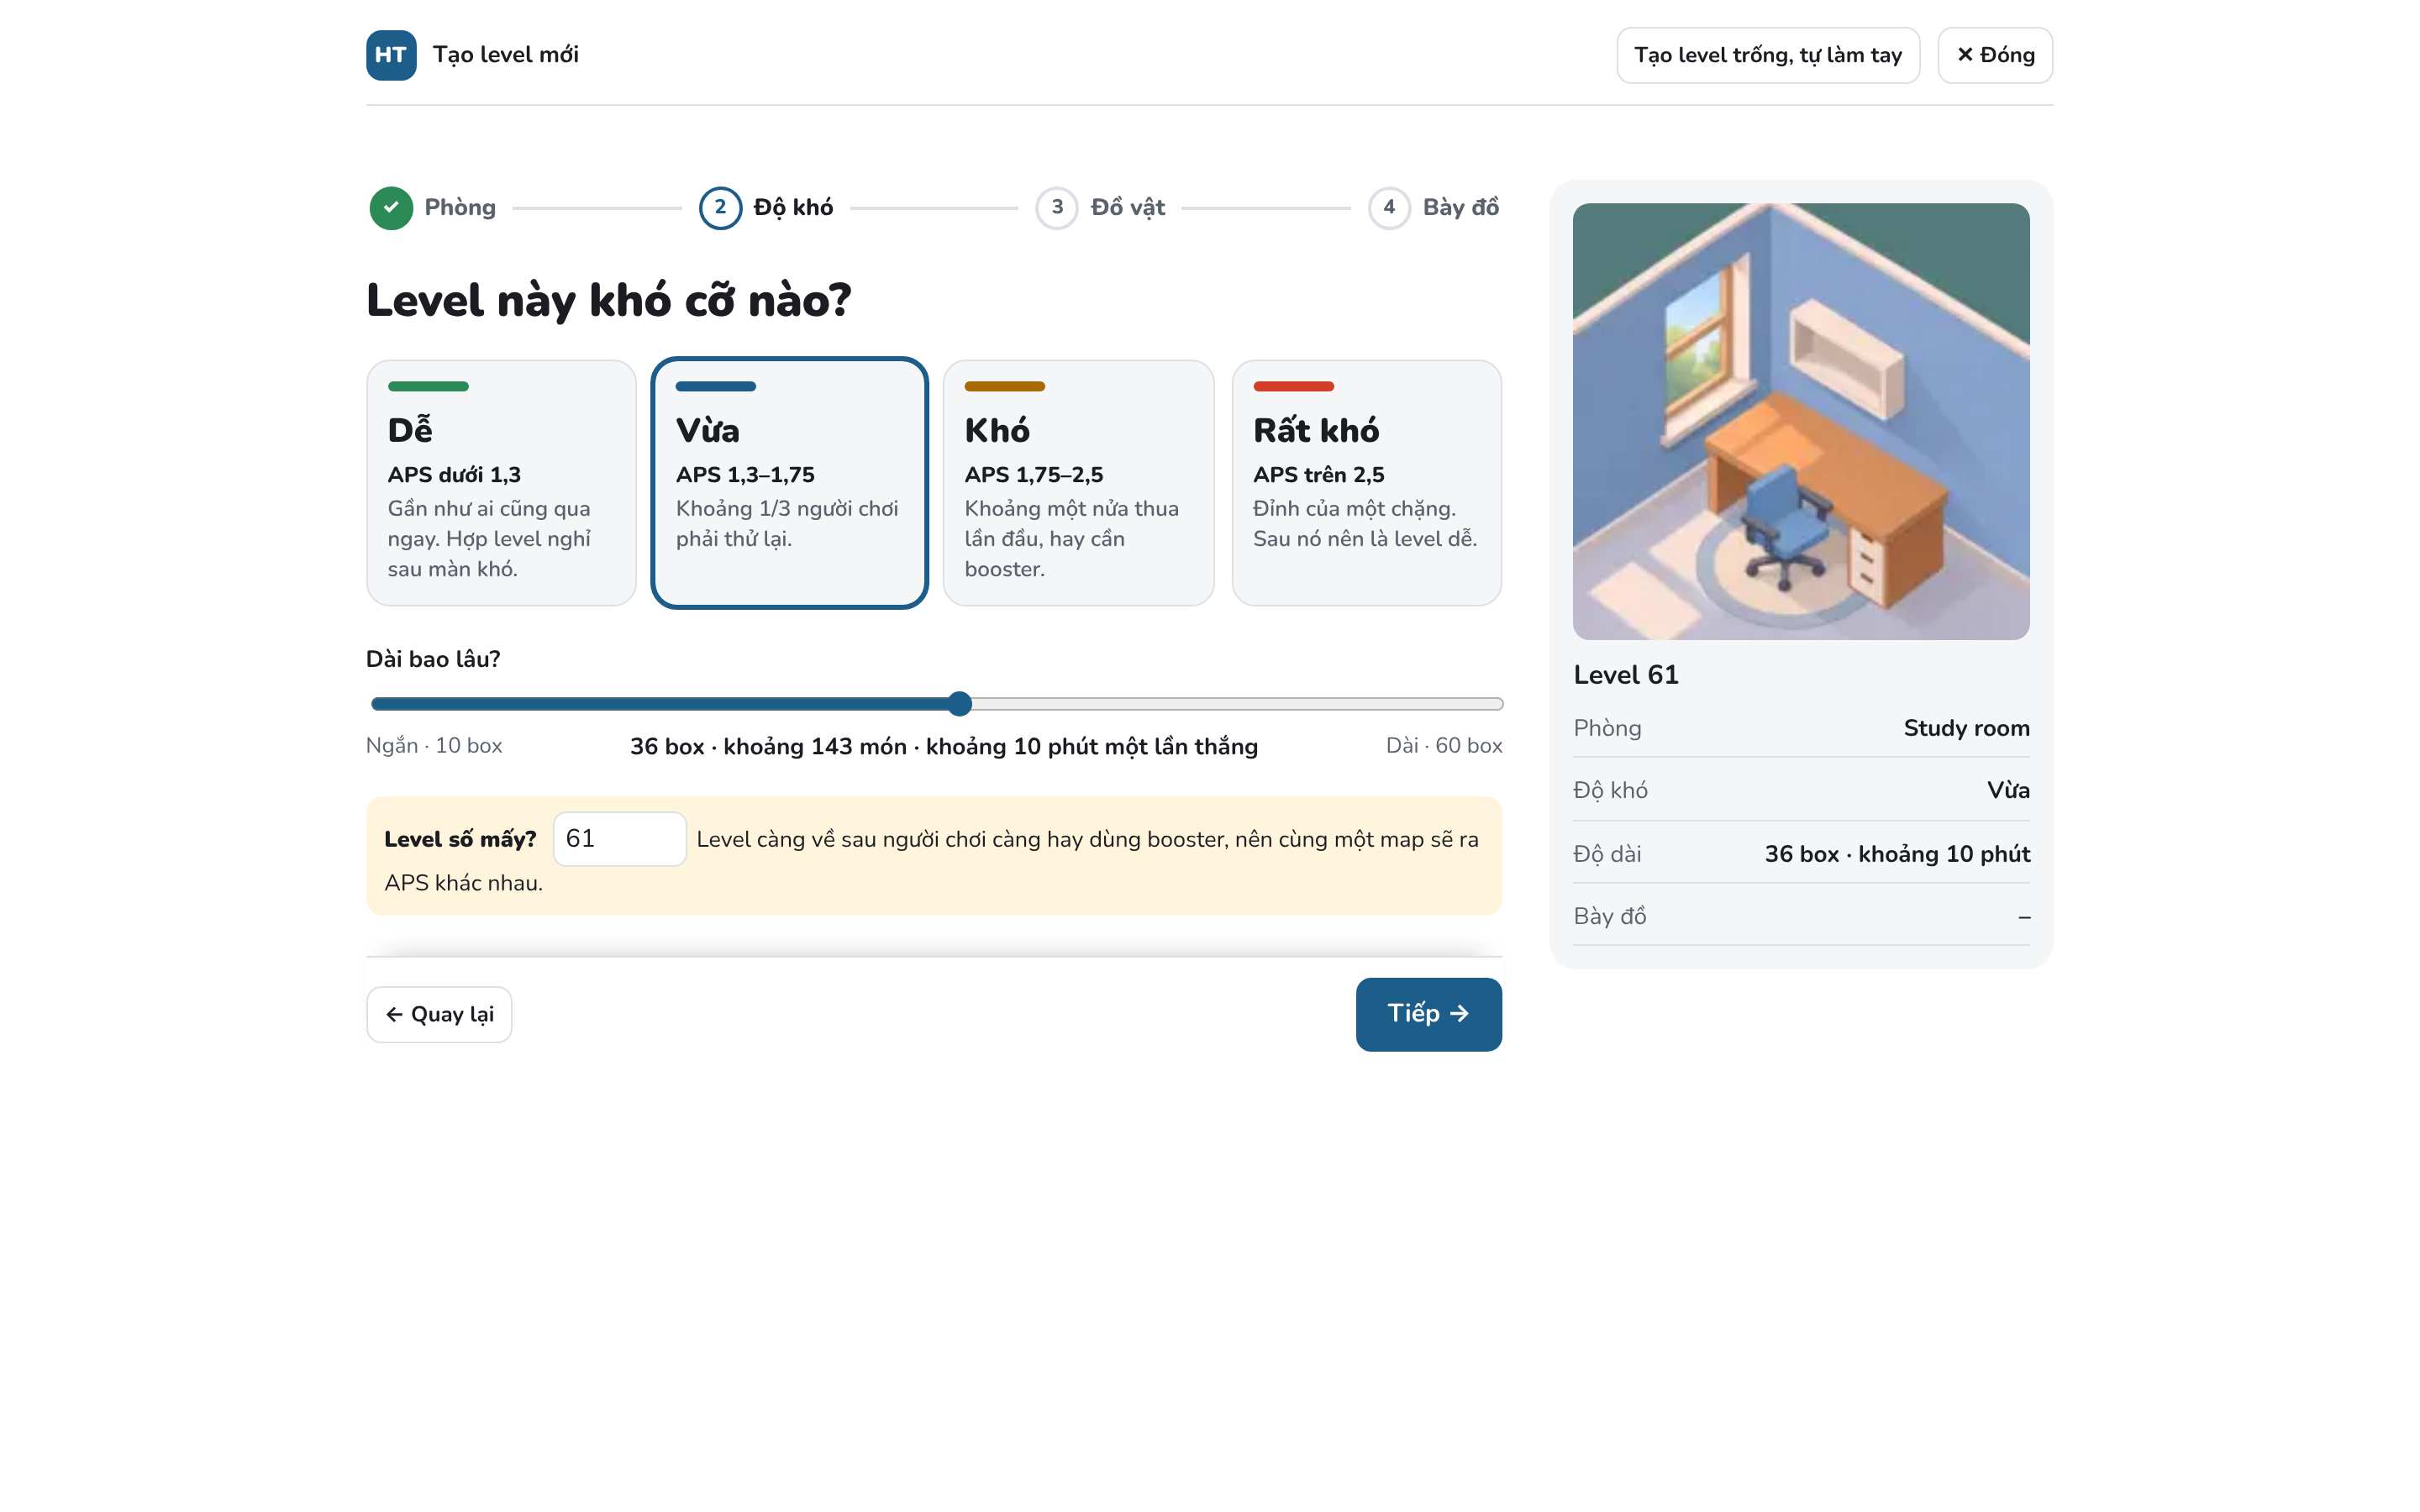 HT Tạo level mới
Tạo level trống, tự làm tay
✕ Đóng
✓ Phòng
2 Độ khó
3 Đồ vật
4 Bày đồ
Level này khó cỡ nào?
Dễ
APS dưới 1,3
Gần như ai cũng qua
ngay. Hợp level nghỉ
sau màn khó.
Vừa
APS 1,3–1,75
Khoảng 1/3 người chơi
phải thử lại.
Khó
APS 1,75–2,5
Khoảng một nửa thua
lần đầu, hay cần
booster.
Rất khó
APS trên 2,5
Đỉnh của một chặng.
Sau nó nên là level dễ.
Dài bao lâu?
Ngắn · 10 box
36 box · khoảng 143 món · khoảng 10 phút một lần thắng
Dài · 60 box
Level số mấy? 61 Level càng về sau người chơi càng hay dùng booster, nên cùng một map sẽ ra
APS khác nhau.
← Quay lại
Tiếp →
Level 61
Phòng Study room
Độ khó Vừa
Độ dài 36 box · khoảng 10 phút
Bày đồ –